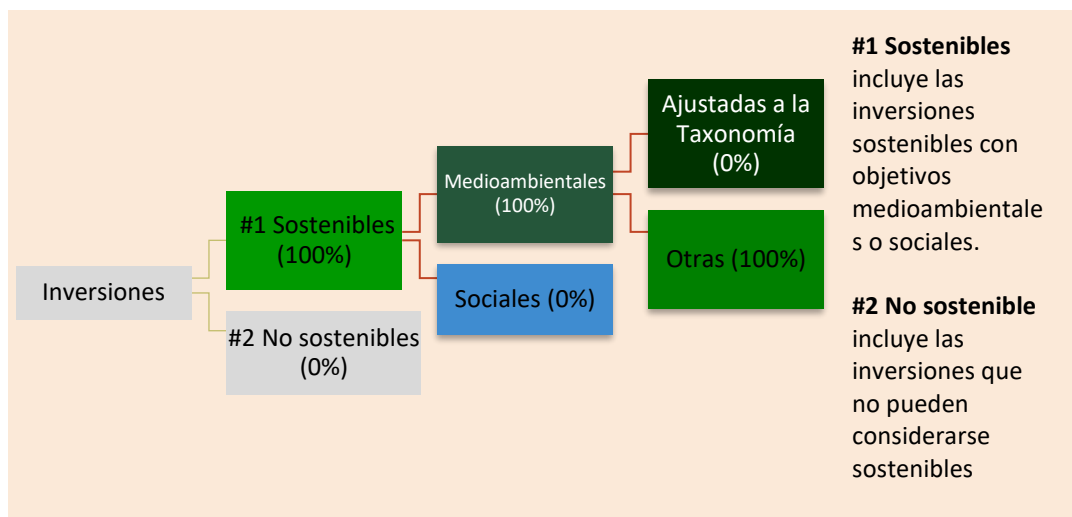 Inversiones
#1 Sostenibles
(100%)
#2 No sostenibles
(0%)
Medioambientales
(100%)
Sociales (0%)
Ajustadas a la
Taxonomía
(0%)
Otras (100%)
#1 Sostenibles
incluye las
inversiones
sostenibles con
objetivos
medioambientale
s o sociales.
#2 No sostenible
incluye las
inversiones que
no pueden
considerarse
sostenibles